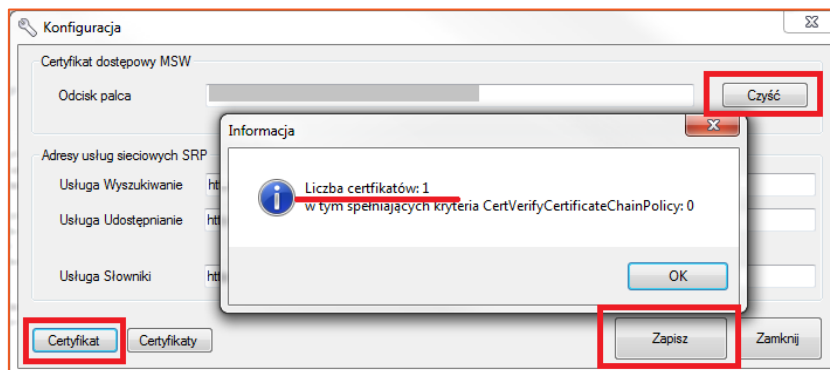 Konfiguracja
Certyfikat dostępowy MSW
Odcisk palca
Czyść
Informacja
Adresy usług sieciowych SRP
Usługa Wyszukiwanie
Liczba certfikatów: 1
w tym spełniających kryteria CertVerifyCertificateChainPolicy: 0
Usługa Udostępnianie
Usługa Słowniki
OK
Certyfikat Certyfikaty Zapisz Zamknij